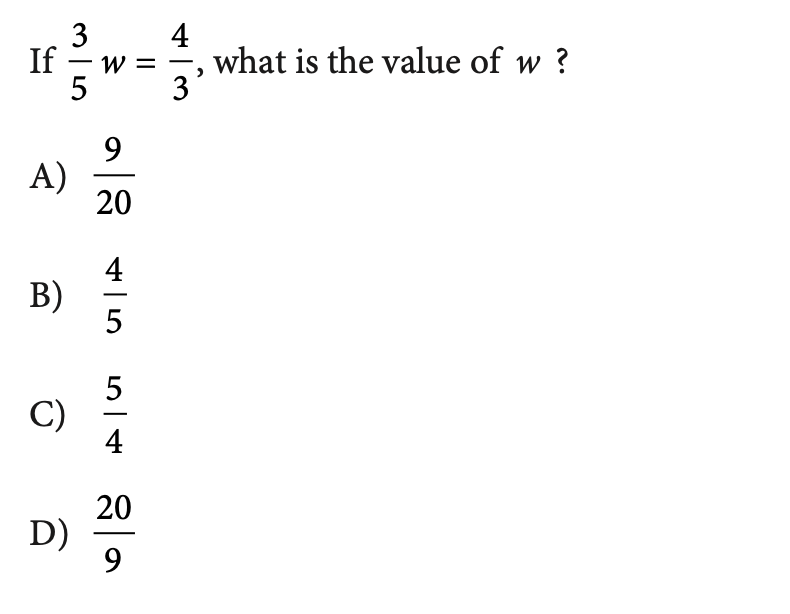 If 3/5 w = 4/3, what is the value of w ?
A) 9/20
B) 4/5
C) 5/4
D) 20/9